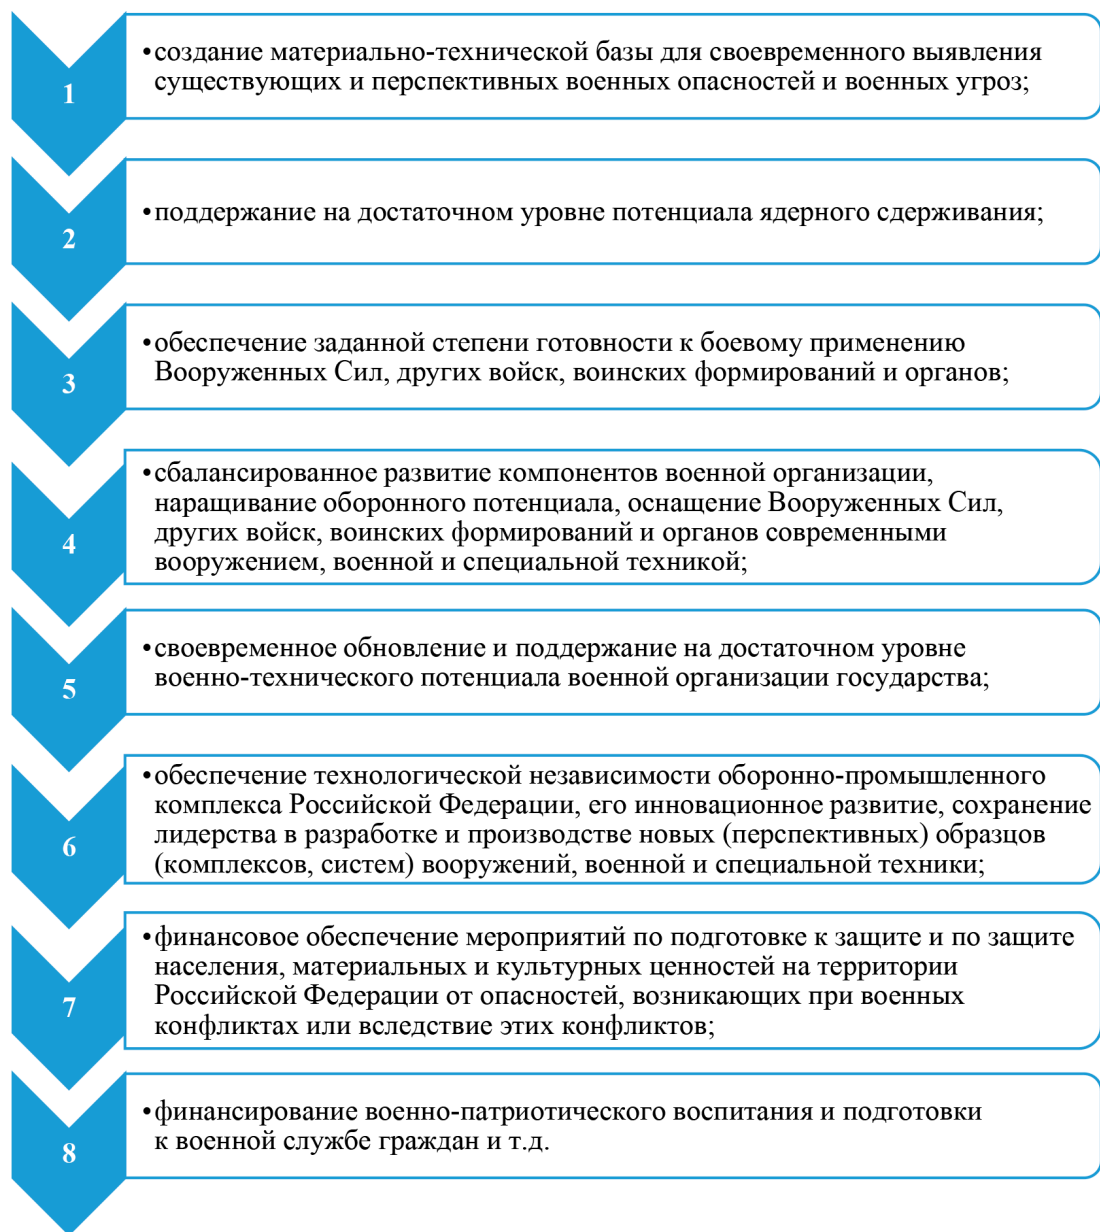 1
•создание материально-технической базы для своевременного выявления
существующих и перспективных военных опасностей и военных угроз;
2
•поддержание на достаточном уровне потенциала ядерного сдерживания;
3
•обеспечение заданной степени готовности к боевому применению
Вооруженных Сил, других войск, воинских формирований и органов;
4
•сбалансированное развитие компонентов военной организации,
наращивание оборонного потенциала, оснащение Вооруженных Сил,
других войск, воинских формирований и органов современными
вооружением, военной и специальной техникой;
5
•своевременное обновление и поддержание на достаточном уровне
военно-технического потенциала военной организации государства;
6
•обеспечение технологической независимости оборонно-промышленного
комплекса Российской Федерации, его инновационное развитие, сохранение
лидерства в разработке и производстве новых (перспективных) образцов
(комплексов, систем) вооружений, военной и специальной техники;
7
•финансовое обеспечение мероприятий по подготовке к защите и по защите
населения, материальных и культурных ценностей на территории
Российской Федерации от опасностей, возникающих при военных
конфликтах или вследствие этих конфликтов;
8
•финансирование военно-патриотического воспитания и подготовки
к военной службе граждан и т.д.